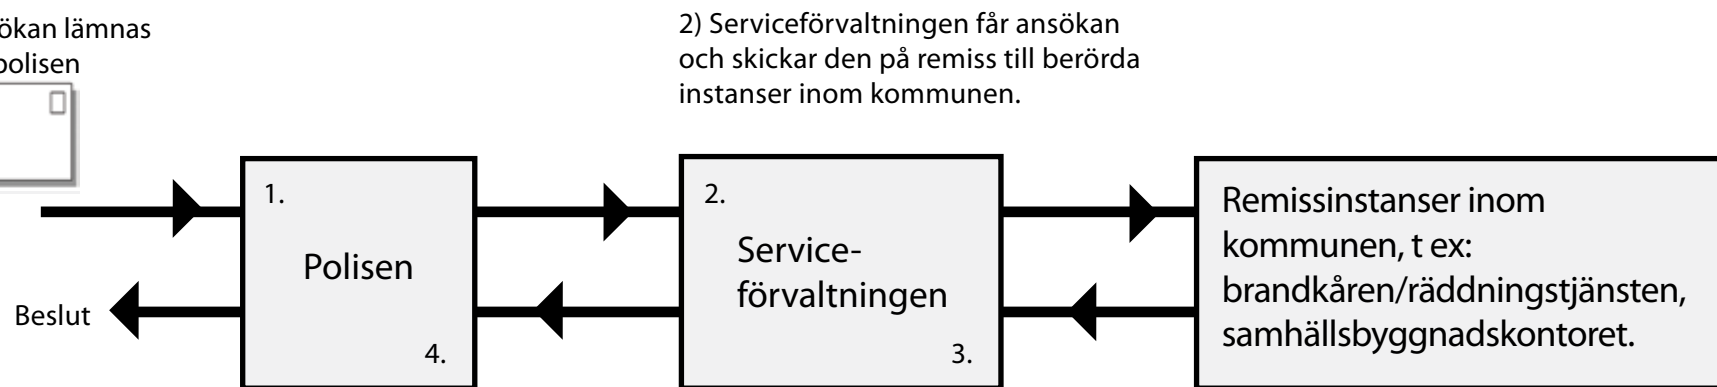 ökan lämnas
polisen
2) Serviceförvaltningen får ansökan
och skickar den på remiss till berörda
instanser inom kommunen.
1.
Polisen
4.
2.
Service-
förvaltningen
3.
Remissinstanser inom
kommunen, t ex:
brandkåren/räddningstjänsten,
samhällsbyggnadskontoret.
Beslut